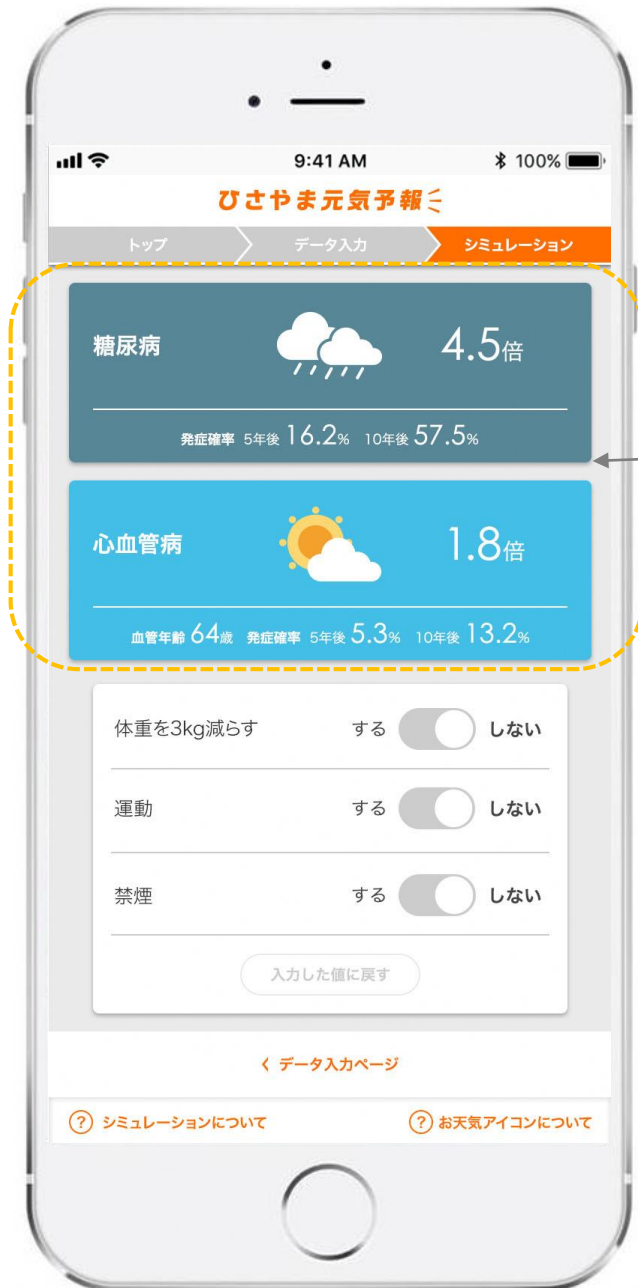 9:41 AM 100%
ひさやま元気予報
トップ データ入力 シミュレーション
糖尿病 4.5倍
発症確率 5年後 16.2% 10年後 57.5%
心血管病 1.8倍
血管年齢 64歳 発症確率 5年後 5.3% 10年後 13.2%
体重を3kg減らす する しない
運動 する しない
禁煙 する しない
入力した値に戻す
< データ入力ページ
? シミュレーションについて ? お天気アイコンについて